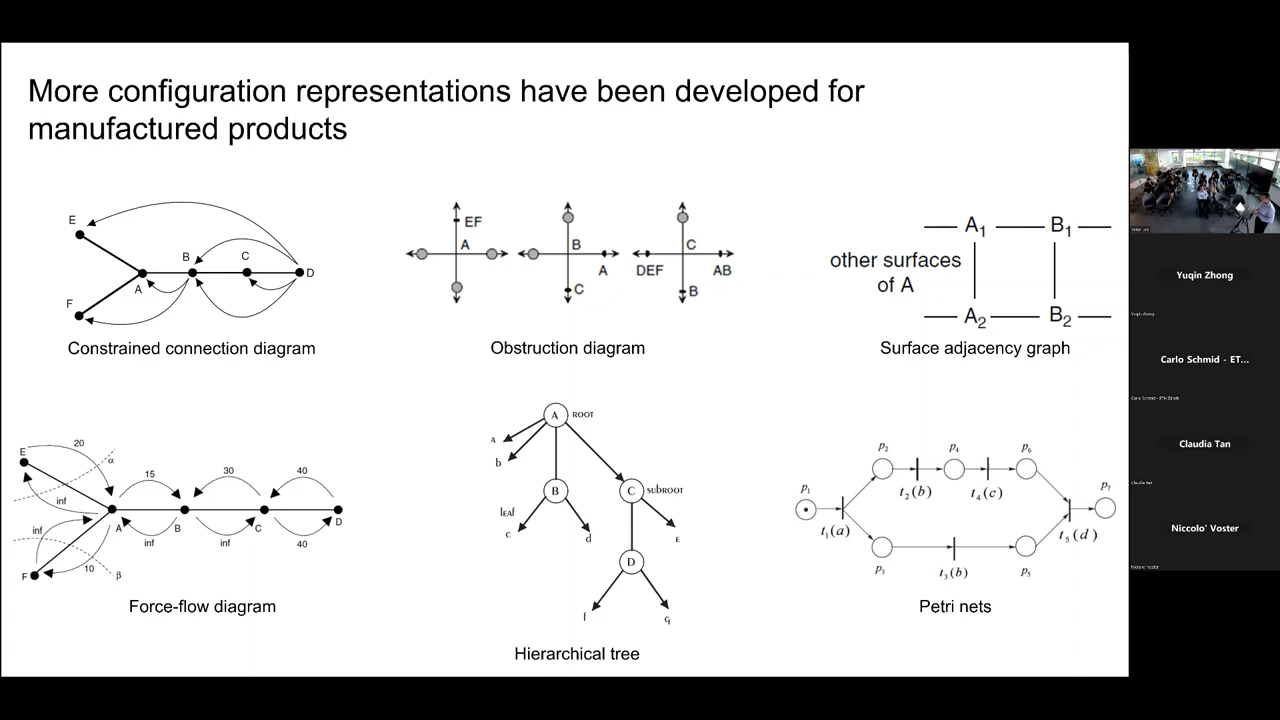 More configuration representations have been developed for
manufactured products
E
F
A
B
C
D
Constrained connection diagram
EF
A
B
A
C
C
DEF
AB
B
Obstruction diagram
A1 B1
other surfaces
of A
A2 B2
Surface adjacency graph
E
20
α
inf
15
30
40
inf
A
B
C
D
inf
inf
40
10
β
F
Force-flow diagram
A ROOT
A
b
B
C SUBROOT
LEAF
c
d
E
D
f
g
Hierarchical tree
p1
p2
p4
p6
p7
t2(b)
t4(c)
t1(a)
t5(d)
p3
t3(b)
p5
Petri nets
Yuqin Zhong
Yuqin Zhong
Carlo Schmid - ET...
Carlo Schmid - ETH Zürich
Claudia Tan
Claudia Tan
Niccolo' Voster
Niccolo' Voster